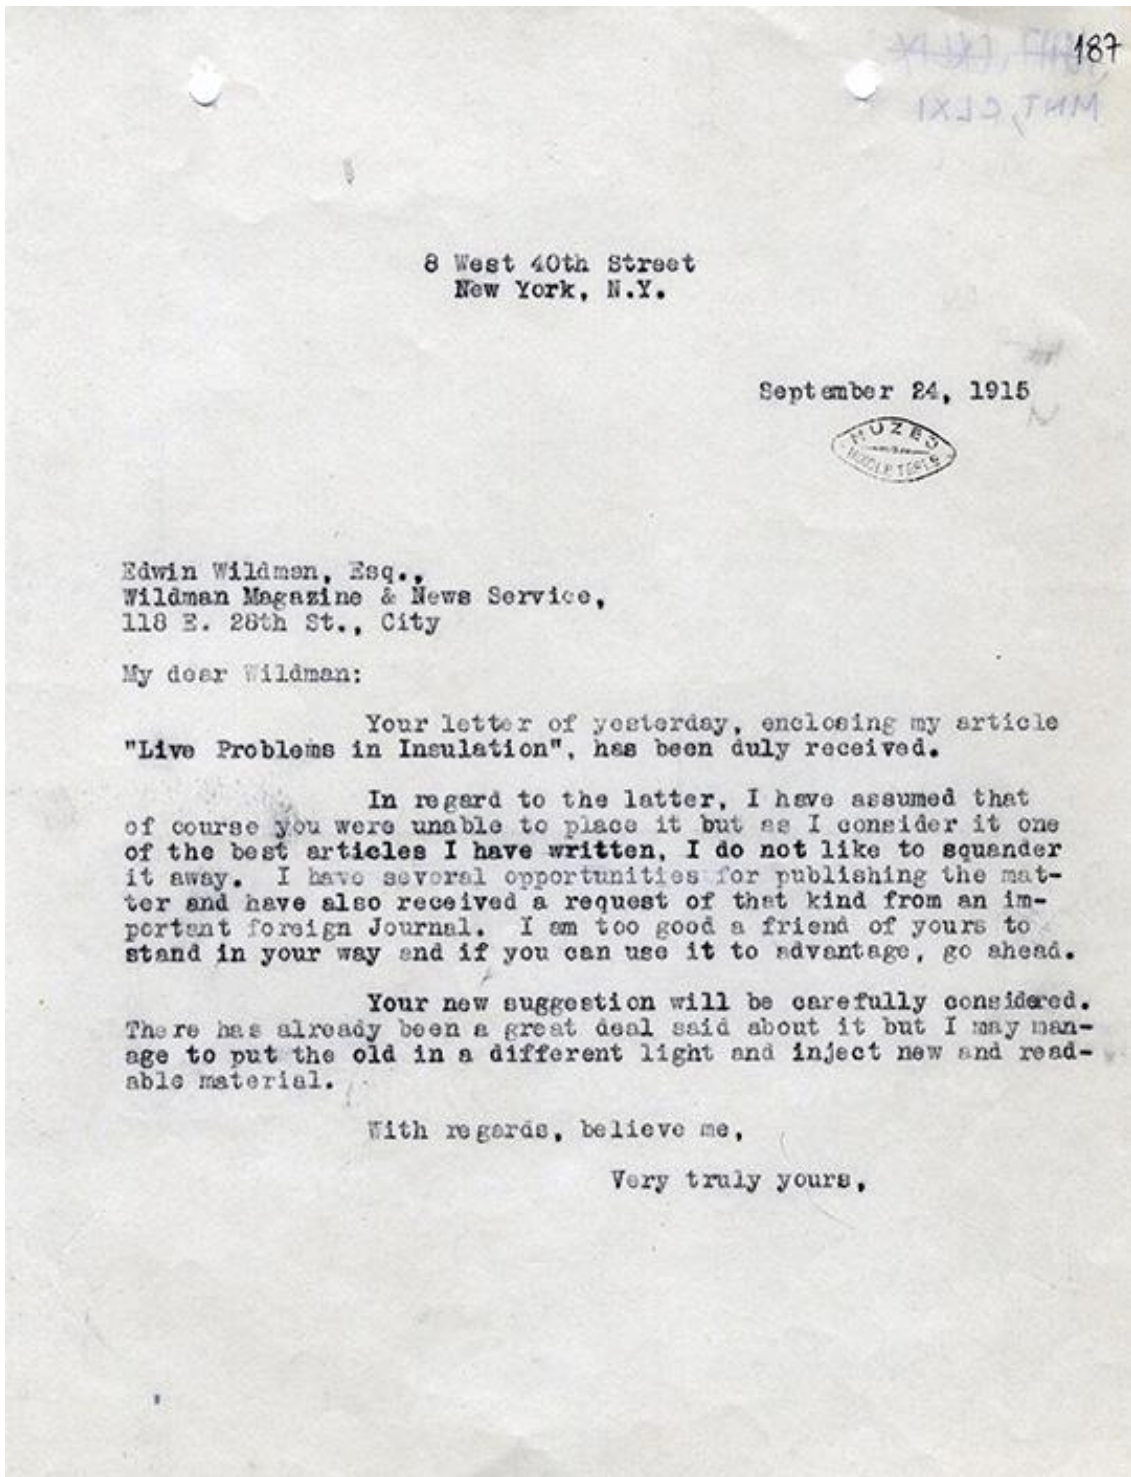 187
MNT, CLXI
8 West 40th Street
New York, N.Y.
September 24, 1915
MUZEJ
NIKOLE TESLE
Edwin Wildman, Esq.,
Wildman Magazine & News Service,
118 E. 28th St., City
My dear Wildman:
Your letter of yesterday, enclosing my article
"Live Problems in Insulation", has been duly received.
In regard to the latter, I have assumed that
of course you were unable to place it but as I consider it one
of the best articles I have written, I do not like to squander
it away. I have several opportunities for publishing the mat-
ter and have also received a request of that kind from an im-
portant foreign Journal. I am too good a friend of yours to
stand in your way and if you can use it to advantage, go ahead.
Your new suggestion will be carefully considered.
There has already been a great deal said about it but I may man-
age to put the old in a different light and inject new and read-
able material.
With regards, believe me,
Very truly yours,